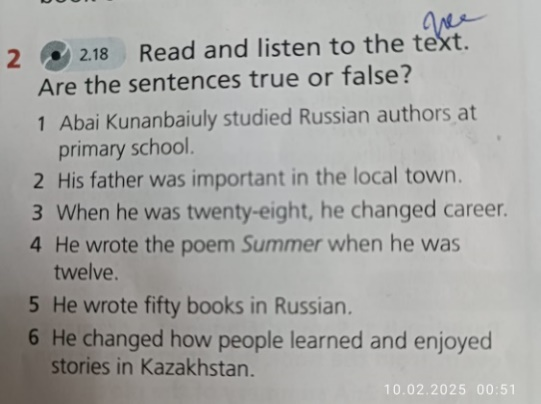 2 2.18 Read and listen to the text.
Are the sentences true or false?
1 Abai Kunanbaiuly studied Russian authors at
primary school.
2 His father was important in the local town.
3 When he was twenty-eight, he changed career.
4 He wrote the poem Summer when he was
twelve.
5 He wrote fifty books in Russian.
6 He changed how people learned and enjoyed
stories in Kazakhstan.
10.02.2025 00:51